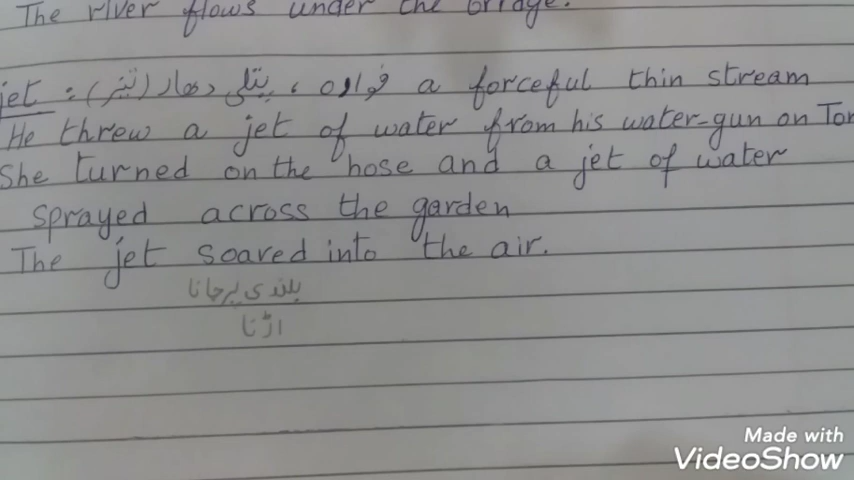 The river flows under the bridge.
jet : فوارہ ، پتلی دھار (تیز) a forceful thin stream
He threw a jet of water from his water-gun on Tom
She turned on the hose and a jet of water
sprayed across the garden
The jet soared into the air.
بلندی پر جانا
اڑنا
Made with
VideoShow